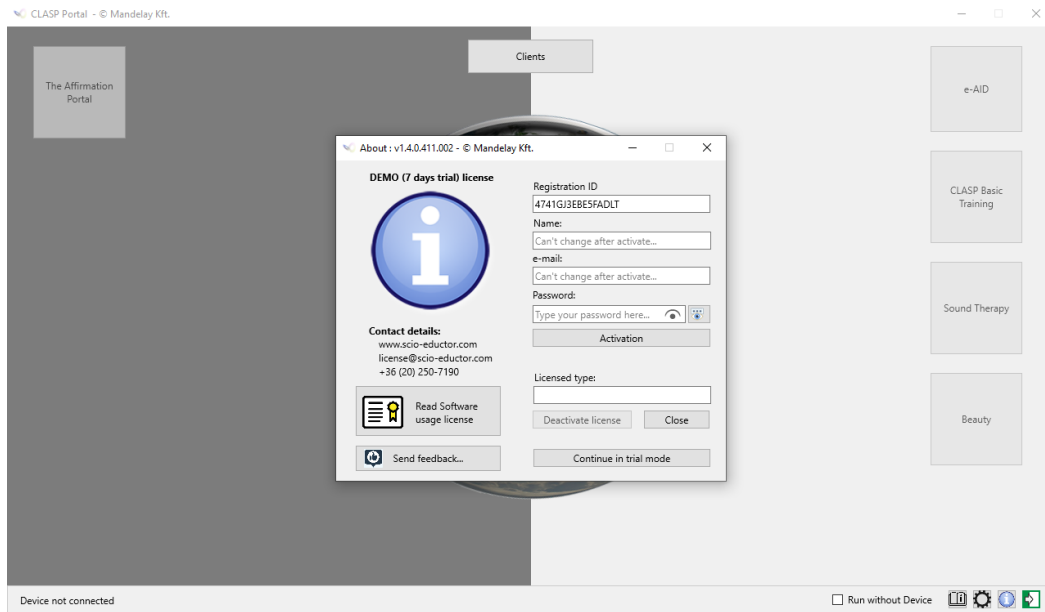 CLASP Portal - © Mandelay Kft.
Clients
The Affirmation
Portal
e-AID
CLASP Basic
Training
Sound Therapy
Beauty
About : v1.4.0.411.002 - © Mandelay Kft.
DEMO (7 days trial) license
Registration ID
4741GJ3EBE5FADLT
Name:
Can't change after activate...
e-mail:
Can't change after activate...
Password:
Type your password here...
Activation
Contact details:
www.scio-eductor.com
license@scio-eductor.com
+36 (20) 250-7190
Licensed type:
Read Software
usage license
Deactivate license
Close
Send feedback...
Continue in trial mode
Device not connected
Run without Device